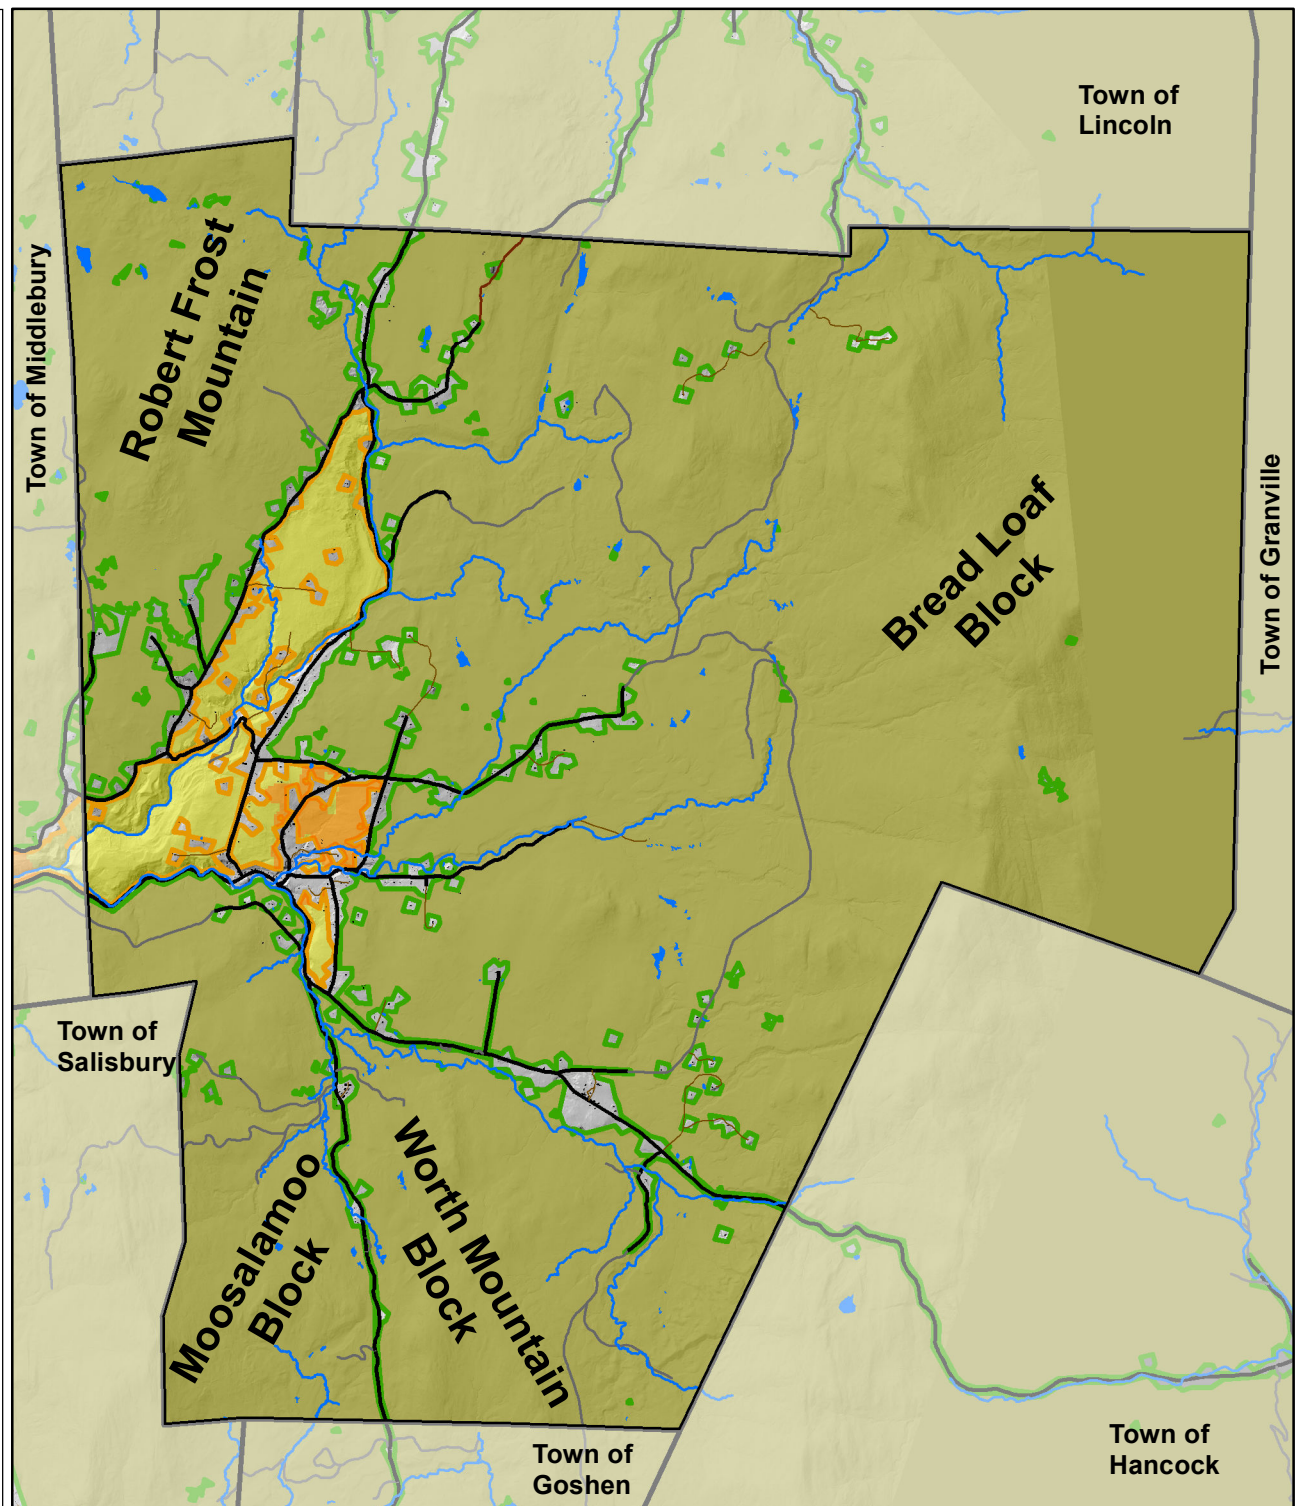 Town of
Lincoln
Town of Middlebury
Robert Frost
Mountain
Bread Loaf
Block
Town of Granville
Town of
Salisbury
Moosalamoo
Block
Worth Mountain
Block
Town of
Goshen
Town of
Hancock